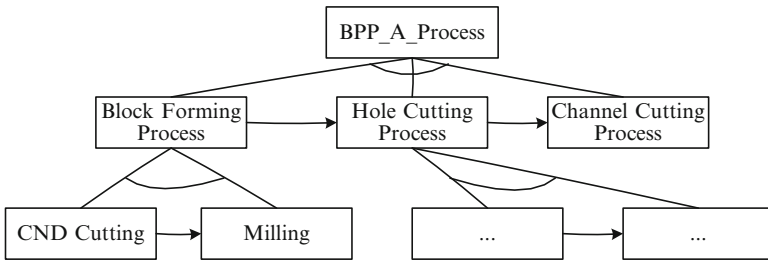 BPP_A_Process
Block Forming
Process
Hole Cutting
Process
Channel Cutting
Process
CND Cutting
Milling
...
...